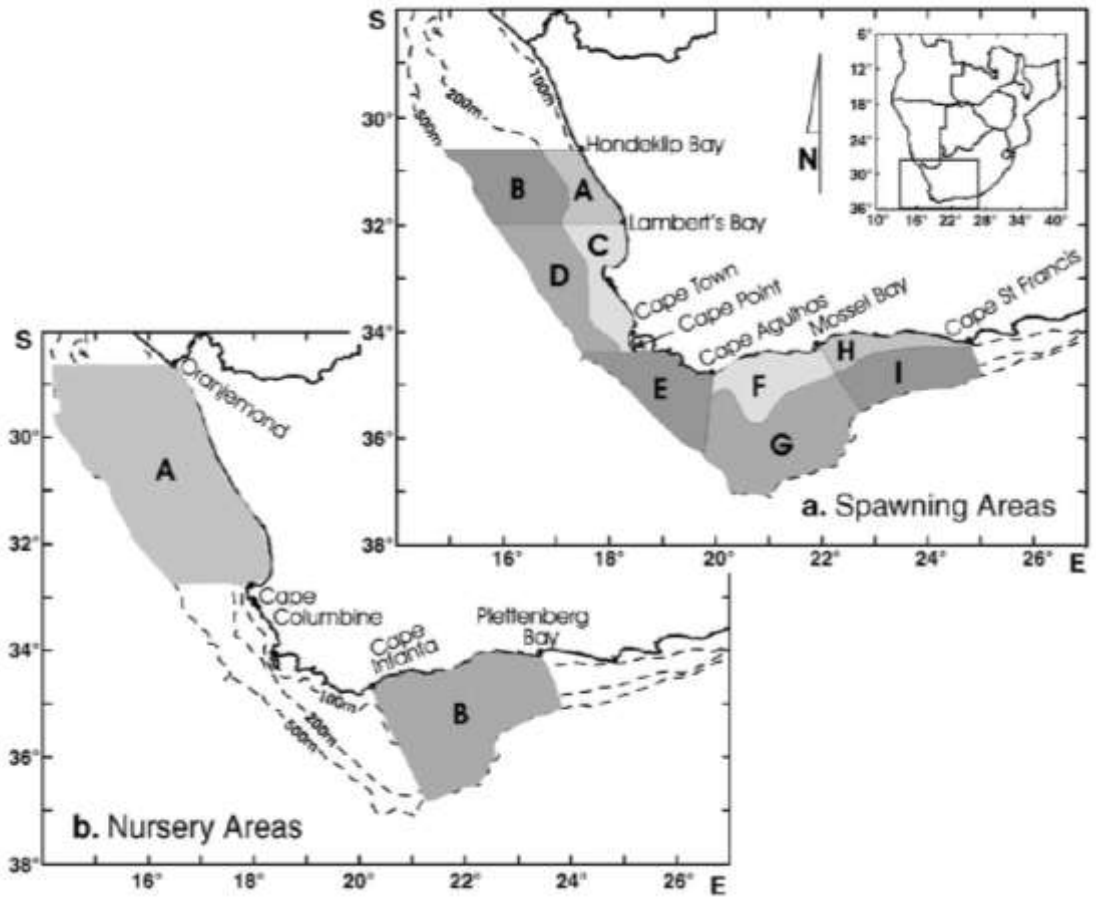 S
30°
32°
34°
36°
38°
16°
18°
20°
22°
24°
26°
E
500m
200m
100m
Hondeklip Bay
Lambert's Bay
Cape Town
Cape Point
Cape Agulhas
Mossel Bay
Cape St Francis
A
B
C
D
E
F
G
H
I
N
6°
12°
18°
24°
30°
36°
10°
16°
22°
28°
34°
40°
a. Spawning Areas
S
30°
32°
34°
36°
38°
16°
18°
20°
22°
24°
26°
E
Oranjemond
A
Cape
Columbine
Cape
Infanta
Plettenberg
Bay
B
100m
200m
500m
b. Nursery Areas